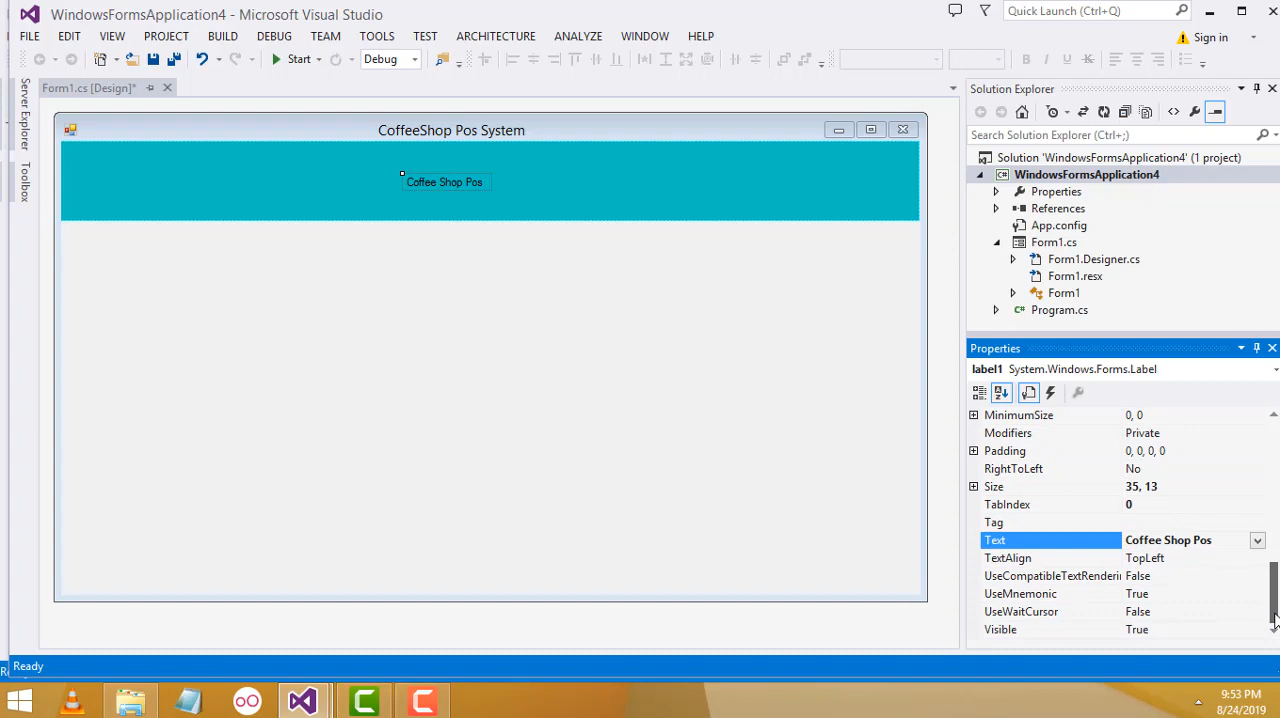 WindowsFormsApplication4 - Microsoft Visual Studio
Quick Launch (Ctrl+Q)
FILE EDIT VIEW PROJECT BUILD DEBUG TEAM TOOLS TEST ARCHITECTURE ANALYZE WINDOW HELP
Sign in
Start Debug
Form1.cs [Design]*
Server Explorer
Toolbox
CoffeeShop Pos System
Coffee Shop Pos
Solution Explorer
Search Solution Explorer (Ctrl+;)
Solution 'WindowsFormsApplication4' (1 project)
WindowsFormsApplication4
Properties
References
App.config
Form1.cs
Form1.Designer.cs
Form1.resx
Form1
Program.cs
Properties
label1 System.Windows.Forms.Label
MinimumSize 0, 0
Modifiers Private
Padding 0, 0, 0, 0
RightToLeft No
Size 35, 13
TabIndex 0
Tag
Text Coffee Shop Pos
TextAlign TopLeft
UseCompatibleTextRenderin False
UseMnemonic True
UseWaitCursor False
Visible True
Ready
9:53 PM
8/24/2019